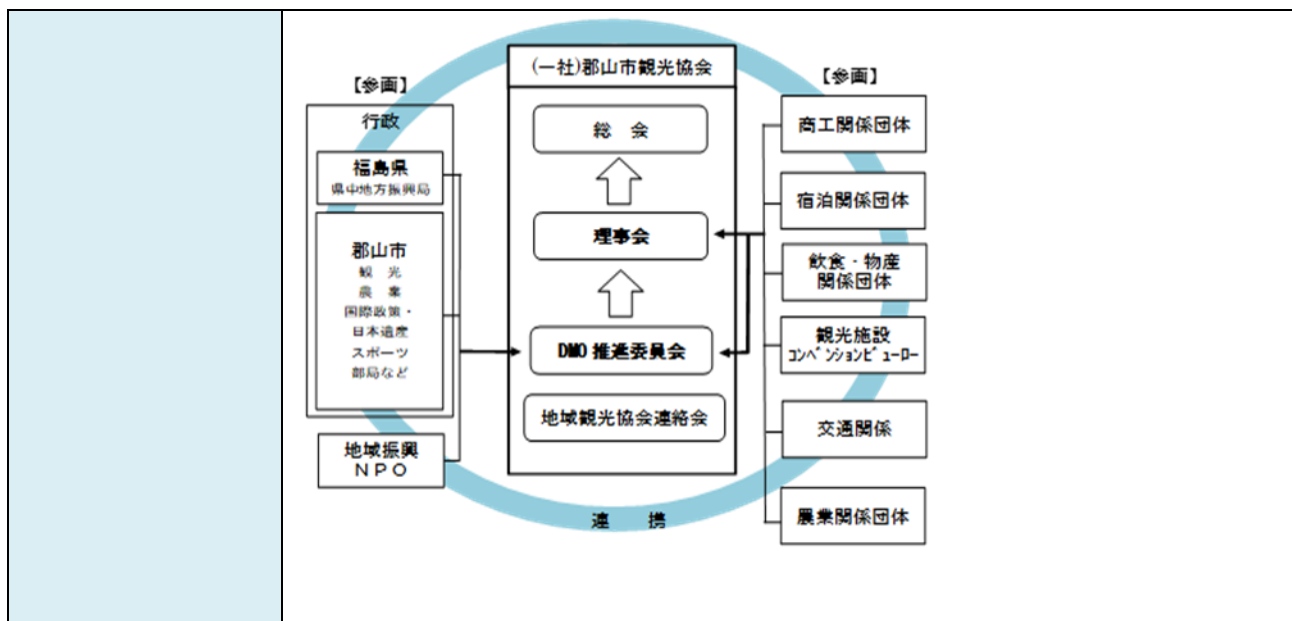 【参画】
行政
福島県
県中地方振興局
郡山市
観　光
農　業
国際政策・
日本遺産
スポーツ
部局など
地域振興
ＮＰＯ
(一社)郡山市観光協会
総　会
理事会
DMO 推進委員会
地域観光協会連絡会
連　　携
【参画】
商工関係団体
宿泊関係団体
飲食・物産
関係団体
観光施設
ｺﾝﾍﾞﾝｼｮﾝﾋﾞｭｰﾛｰ
交通関係
農業関係団体